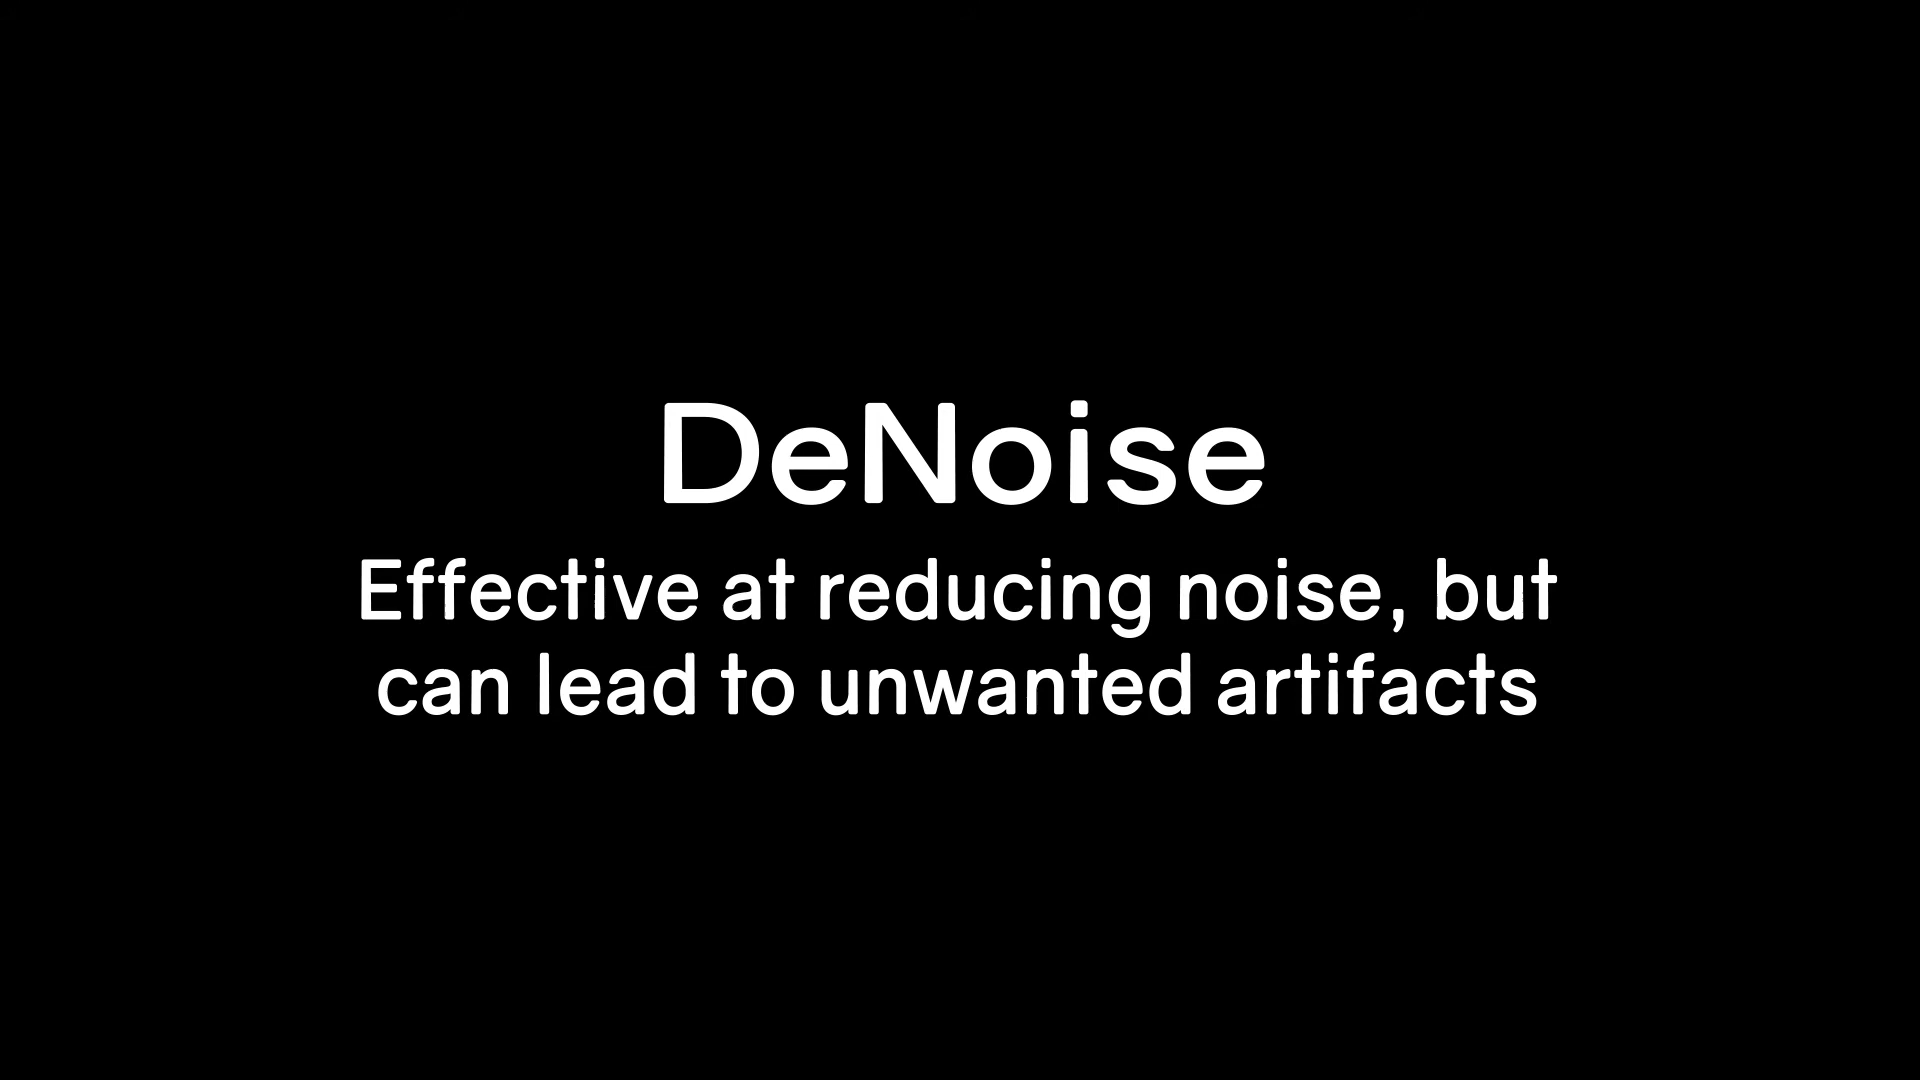 DeNoise
Effective at reducing noise, but
can lead to unwanted artifacts